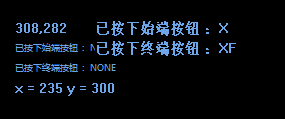 308,282 已按下始端按钮：X
已按下始端按钮： N
已按下终端按钮：XF
已按下终端按钮： NONE
x = 235 y = 300